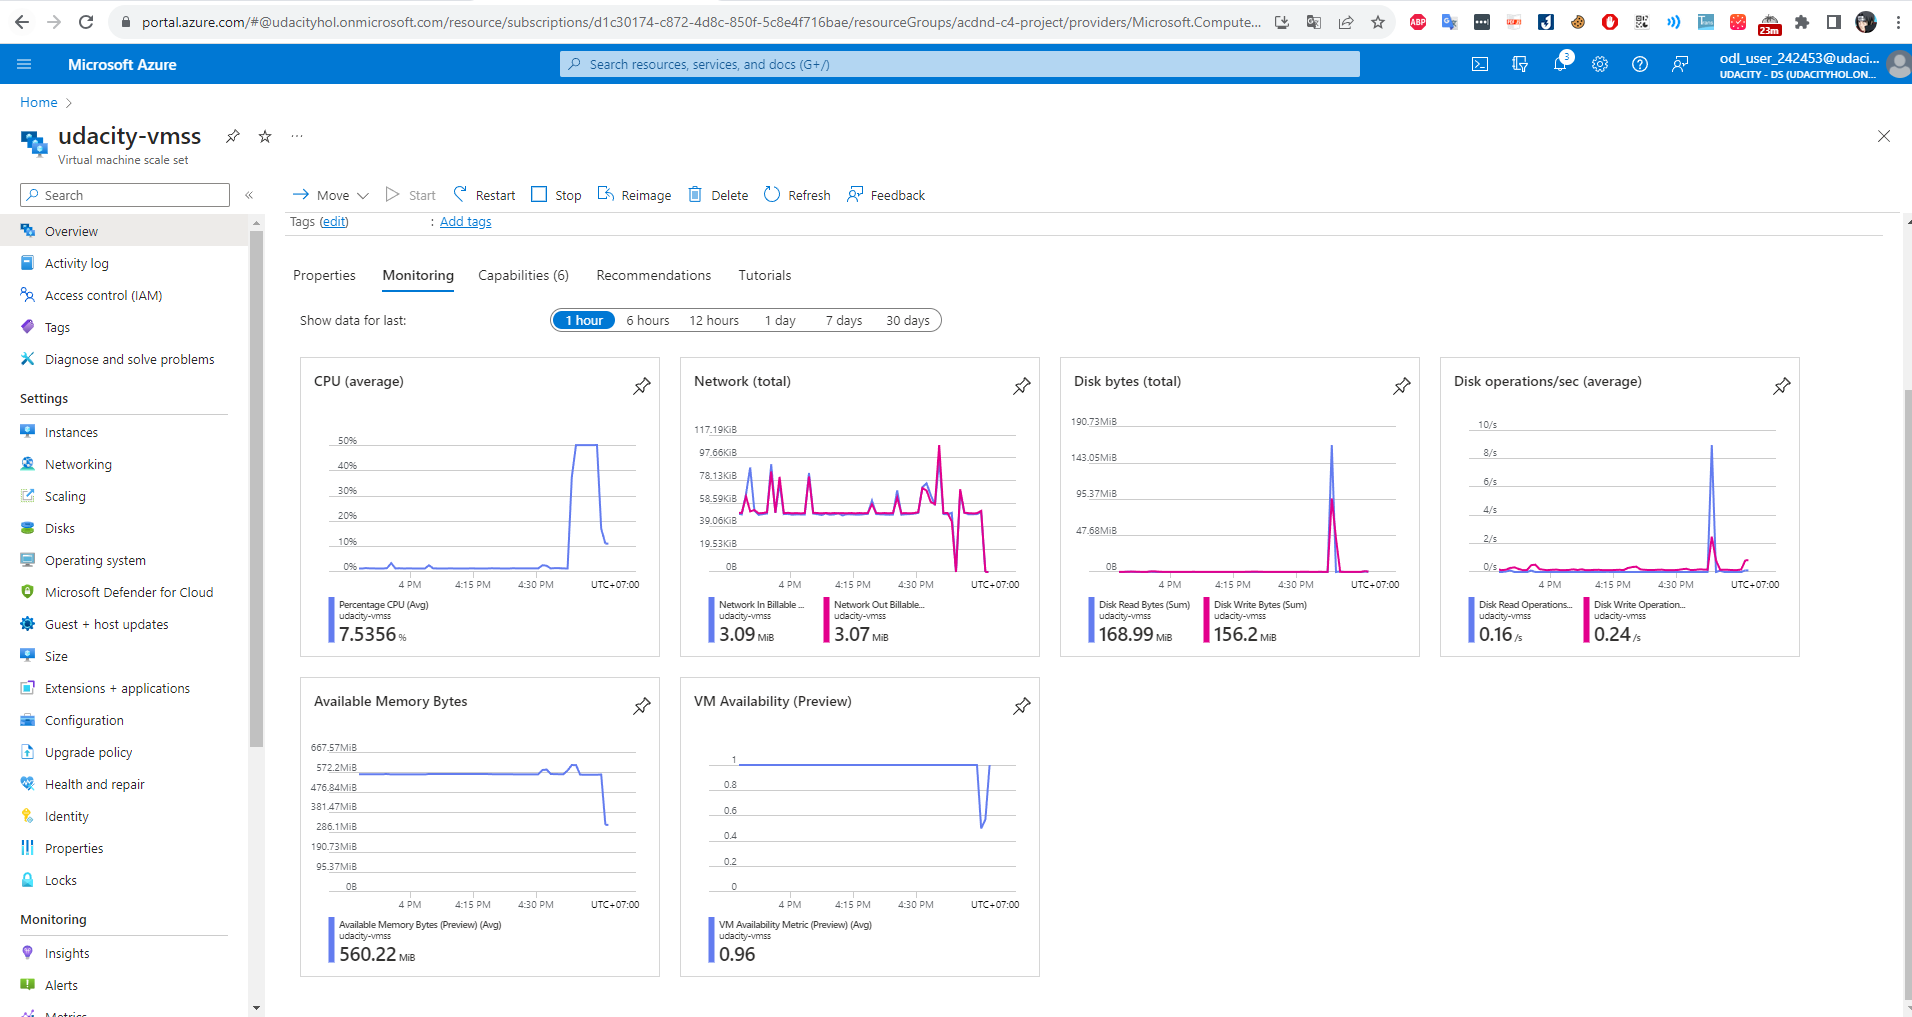 portal.azure.com/#@udacityhol.onmicrosoft.com/resource/subscriptions/d1c30174-c872-4d8c-850f-5c8e4f716bae/resourceGroups/acdnd-c4-project/providers/Microsoft.Compute...
ABP
23m
Microsoft Azure
Search resources, services, and docs (G+/)
3
odl_user_242453@udaci...
UDACITY - DS (UDACITYHOL.ON...
Home >
udacity-vmss
Virtual machine scale set
Search
«
Move
Start
Restart
Stop
Reimage
Delete
Refresh
Feedback
Tags (edit) : Add tags
Overview
Activity log
Access control (IAM)
Tags
Diagnose and solve problems
Settings
Instances
Networking
Scaling
Disks
Operating system
Microsoft Defender for Cloud
Guest + host updates
Size
Extensions + applications
Configuration
Upgrade policy
Health and repair
Identity
Properties
Locks
Monitoring
Insights
Alerts
Metrics
Properties Monitoring Capabilities (6) Recommendations Tutorials
Show data for last: 1 hour 6 hours 12 hours 1 day 7 days 30 days
CPU (average)
50%
40%
30%
20%
10%
0%
4 PM 4:15 PM 4:30 PM UTC+07:00
Percentage CPU (Avg)
udacity-vmss
7.5356 %
Network (total)
117.19KiB
97.66KiB
78.13KiB
58.59KiB
39.06KiB
19.53KiB
0B
4 PM 4:15 PM 4:30 PM UTC+07:00
Network In Billable ...
udacity-vmss
3.09 MiB
Network Out Billable...
udacity-vmss
3.07 MiB
Disk bytes (total)
190.73MiB
143.05MiB
95.37MiB
47.68MiB
0B
4 PM 4:15 PM 4:30 PM UTC+07:00
Disk Read Bytes (Sum)
udacity-vmss
168.99 MiB
Disk Write Bytes (Sum)
udacity-vmss
156.2 MiB
Disk operations/sec (average)
10/s
8/s
6/s
4/s
2/s
0/s
4 PM 4:15 PM 4:30 PM UTC+07:00
Disk Read Operations...
udacity-vmss
0.16 /s
Disk Write Operation...
udacity-vmss
0.24 /s
Available Memory Bytes
667.57MiB
572.2MiB
476.84MiB
381.47MiB
286.1MiB
190.73MiB
95.37MiB
0B
4 PM 4:15 PM 4:30 PM UTC+07:00
Available Memory Bytes (Preview) (Avg)
udacity-vmss
560.22 MiB
VM Availability (Preview)
1
0.8
0.6
0.4
0.2
0
4 PM 4:15 PM 4:30 PM UTC+07:00
VM Availability Metric (Preview) (Avg)
udacity-vmss
0.96